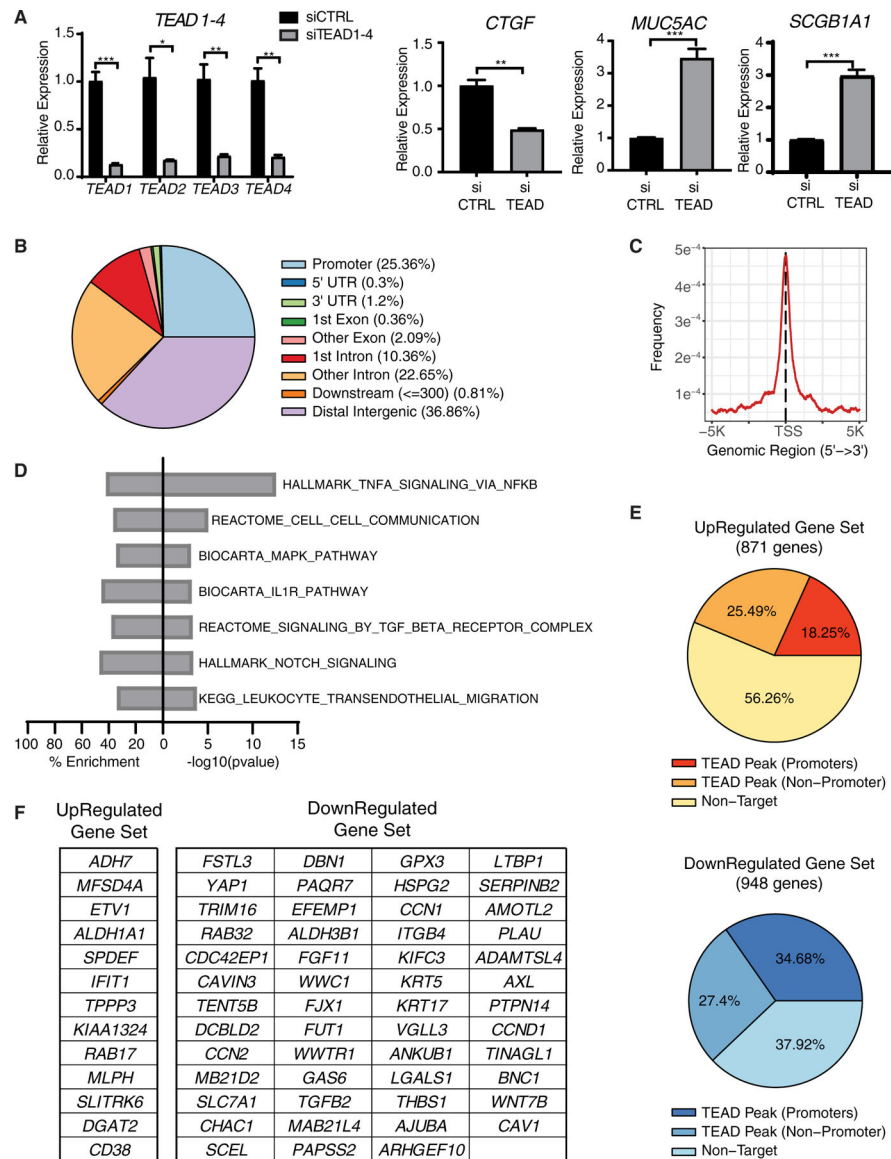 A
TEAD 1-4
siCTRL
siTEAD1-4
Relative Expression
1.5
1.0
0.5
0.0
***
*
**
**
TEAD1 TEAD2 TEAD3 TEAD4
CTGF
Relative Expression
1.5
1.0
0.5
0.0
**
si CTRL
si TEAD
MUC5AC
Relative Expression
4
3
2
1
0
***
si CTRL
si TEAD
SCGB1A1
Relative Expression
4
3
2
1
0
***
si CTRL
si TEAD
B
Promoter (25.36%)
5' UTR (0.3%)
3' UTR (1.2%)
1st Exon (0.36%)
Other Exon (2.09%)
1st Intron (10.36%)
Other Intron (22.65%)
Downstream (<=300) (0.81%)
Distal Intergenic (36.86%)
C
Frequency
5e-4
3e-4
2e-4
1e-4
-5K TSS 5K
Genomic Region (5'->3')
D
HALLMARK_TNFA_SIGNALING_VIA_NFKB
REACTOME_CELL_CELL_COMMUNICATION
BIOCARTA_MAPK_PATHWAY
BIOCARTA_IL1R_PATHWAY
REACTOME_SIGNALING_BY_TGF_BETA_RECEPTOR_COMPLEX
HALLMARK_NOTCH_SIGNALING
KEGG_LEUKOCYTE_TRANSENDOTHELIAL_MIGRATION
100 80 60 40 20 0 5 10 15
% Enrichment -log10(pvalue)
E
UpRegulated Gene Set
(871 genes)
25.49%
18.25%
56.26%
TEAD Peak (Promoters)
TEAD Peak (Non-Promoter)
Non-Target
DownRegulated Gene Set
(948 genes)
34.68%
27.4%
37.92%
TEAD Peak (Promoters)
TEAD Peak (Non-Promoter)
Non-Target
F
UpRegulated
Gene Set
ADH7
MFSD4A
ETV1
ALDH1A1
SPDEF
IFIT1
TPPP3
KIAA1324
RAB17
MLPH
SLITRK6
DGAT2
CD38
DownRegulated
Gene Set
FSTL3 DBN1 GPX3 LTBP1
YAP1 PAQR7 HSPG2 SERPINB2
TRIM16 EFEMP1 CCN1 AMOTL2
RAB32 ALDH3B1 ITGB4 PLAU
CDC42EP1 FGF11 KIFC3 ADAMTSL4
CAVIN3 WWC1 KRT5 AXL
TENT5B FJX1 KRT17 PTPN14
DCBLD2 FUT1 VGLL3 CCND1
CCN2 WWTR1 ANKUB1 TINAGL1
MB21D2 GAS6 LGALS1 BNC1
SLC7A1 TGFB2 THBS1 WNT7B
CHAC1 MAB21L4 AJUBA CAV1
SCEL PAPSS2 ARHGEF10